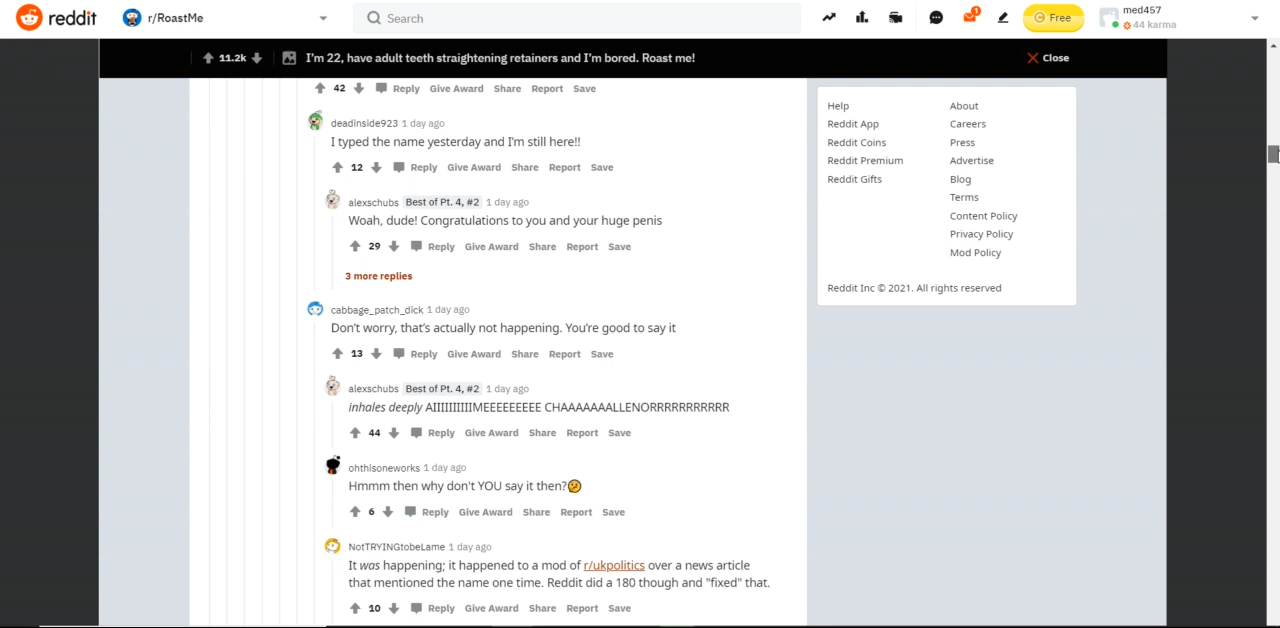 reddit
r/RoastMe
Search
1
Free
med457
44 karma
11.2k
I'm 22, have adult teeth straightening retainers and I'm bored. Roast me!
Close
42 Reply Give Award Share Report Save
deadinside923 1 day ago
I typed the name yesterday and I'm still here!!
12 Reply Give Award Share Report Save
alexschubs Best of Pt. 4, #2 1 day ago
Woah, dude! Congratulations to you and your huge penis
29 Reply Give Award Share Report Save
3 more replies
cabbage_patch_dick 1 day ago
Don't worry, that's actually not happening. You're good to say it
13 Reply Give Award Share Report Save
alexschubs Best of Pt. 4, #2 1 day ago
inhales deeply AIIIIIIIIIIMEEEEEEEEE CHAAAAAAALLENORRRRRRRRRRR
44 Reply Give Award Share Report Save
ohthisoneworks 1 day ago
Hmmm then why don't YOU say it then?🤔
6 Reply Give Award Share Report Save
NotTRYINGtobeLame 1 day ago
It was happening; it happened to a mod of r/ukpolitics over a news article
that mentioned the name one time. Reddit did a 180 though and "fixed" that.
10 Reply Give Award Share Report Save
Help
Reddit App
Reddit Coins
Reddit Premium
Reddit Gifts
About
Careers
Press
Advertise
Blog
Terms
Content Policy
Privacy Policy
Mod Policy
Reddit Inc © 2021. All rights reserved